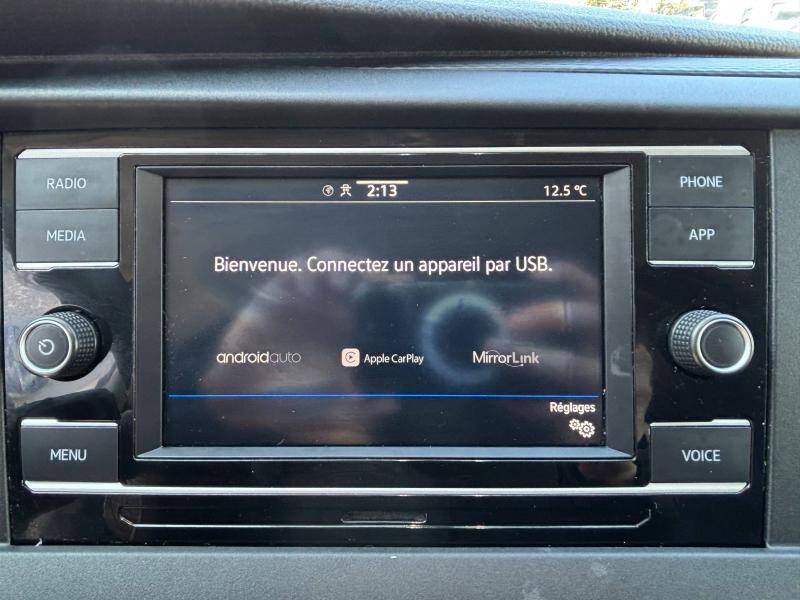 RADIO
MEDIA
MENU
2:13
12.5 °C
Bienvenue. Connectez un appareil par USB.
androidauto
Apple CarPlay
MirrorLink
Réglages
PHONE
APP
VOICE